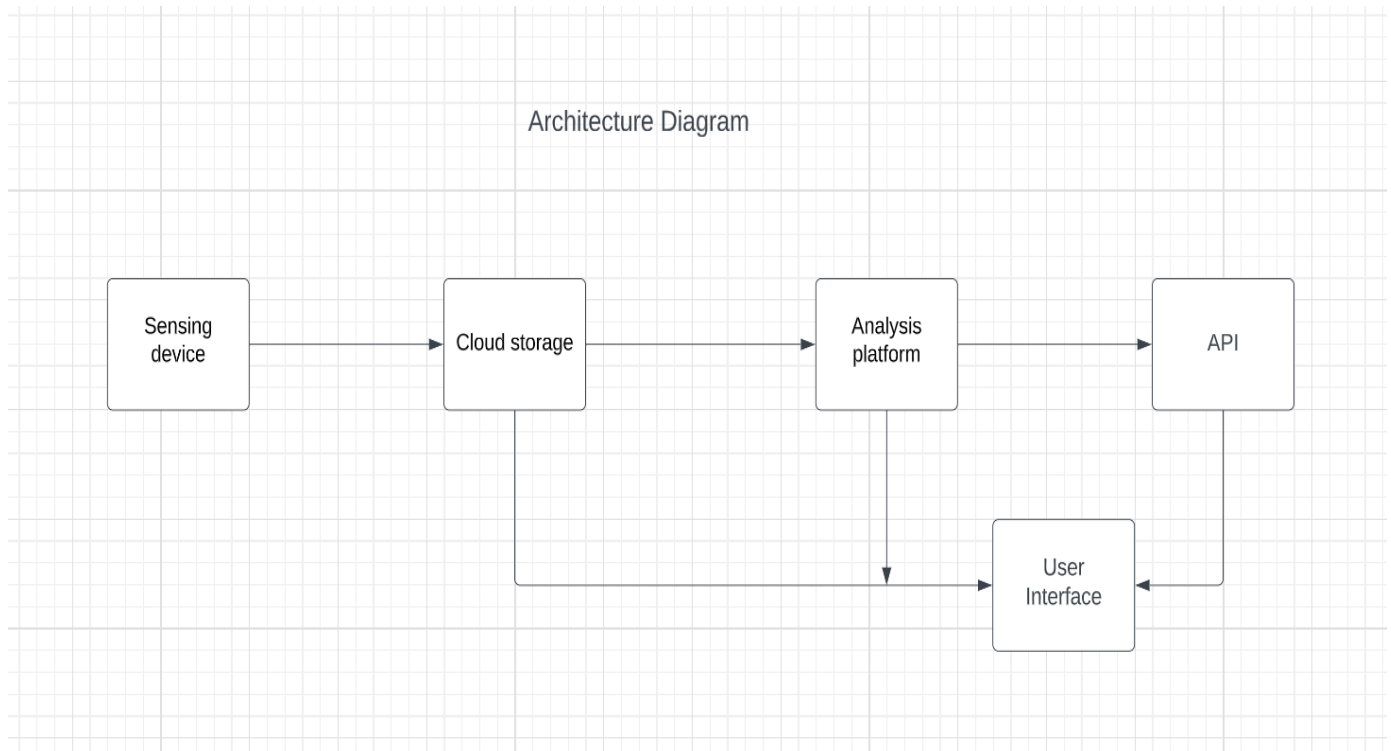 Architecture Diagram
Sensing
device
Cloud storage
Analysis
platform
API
User
Interface